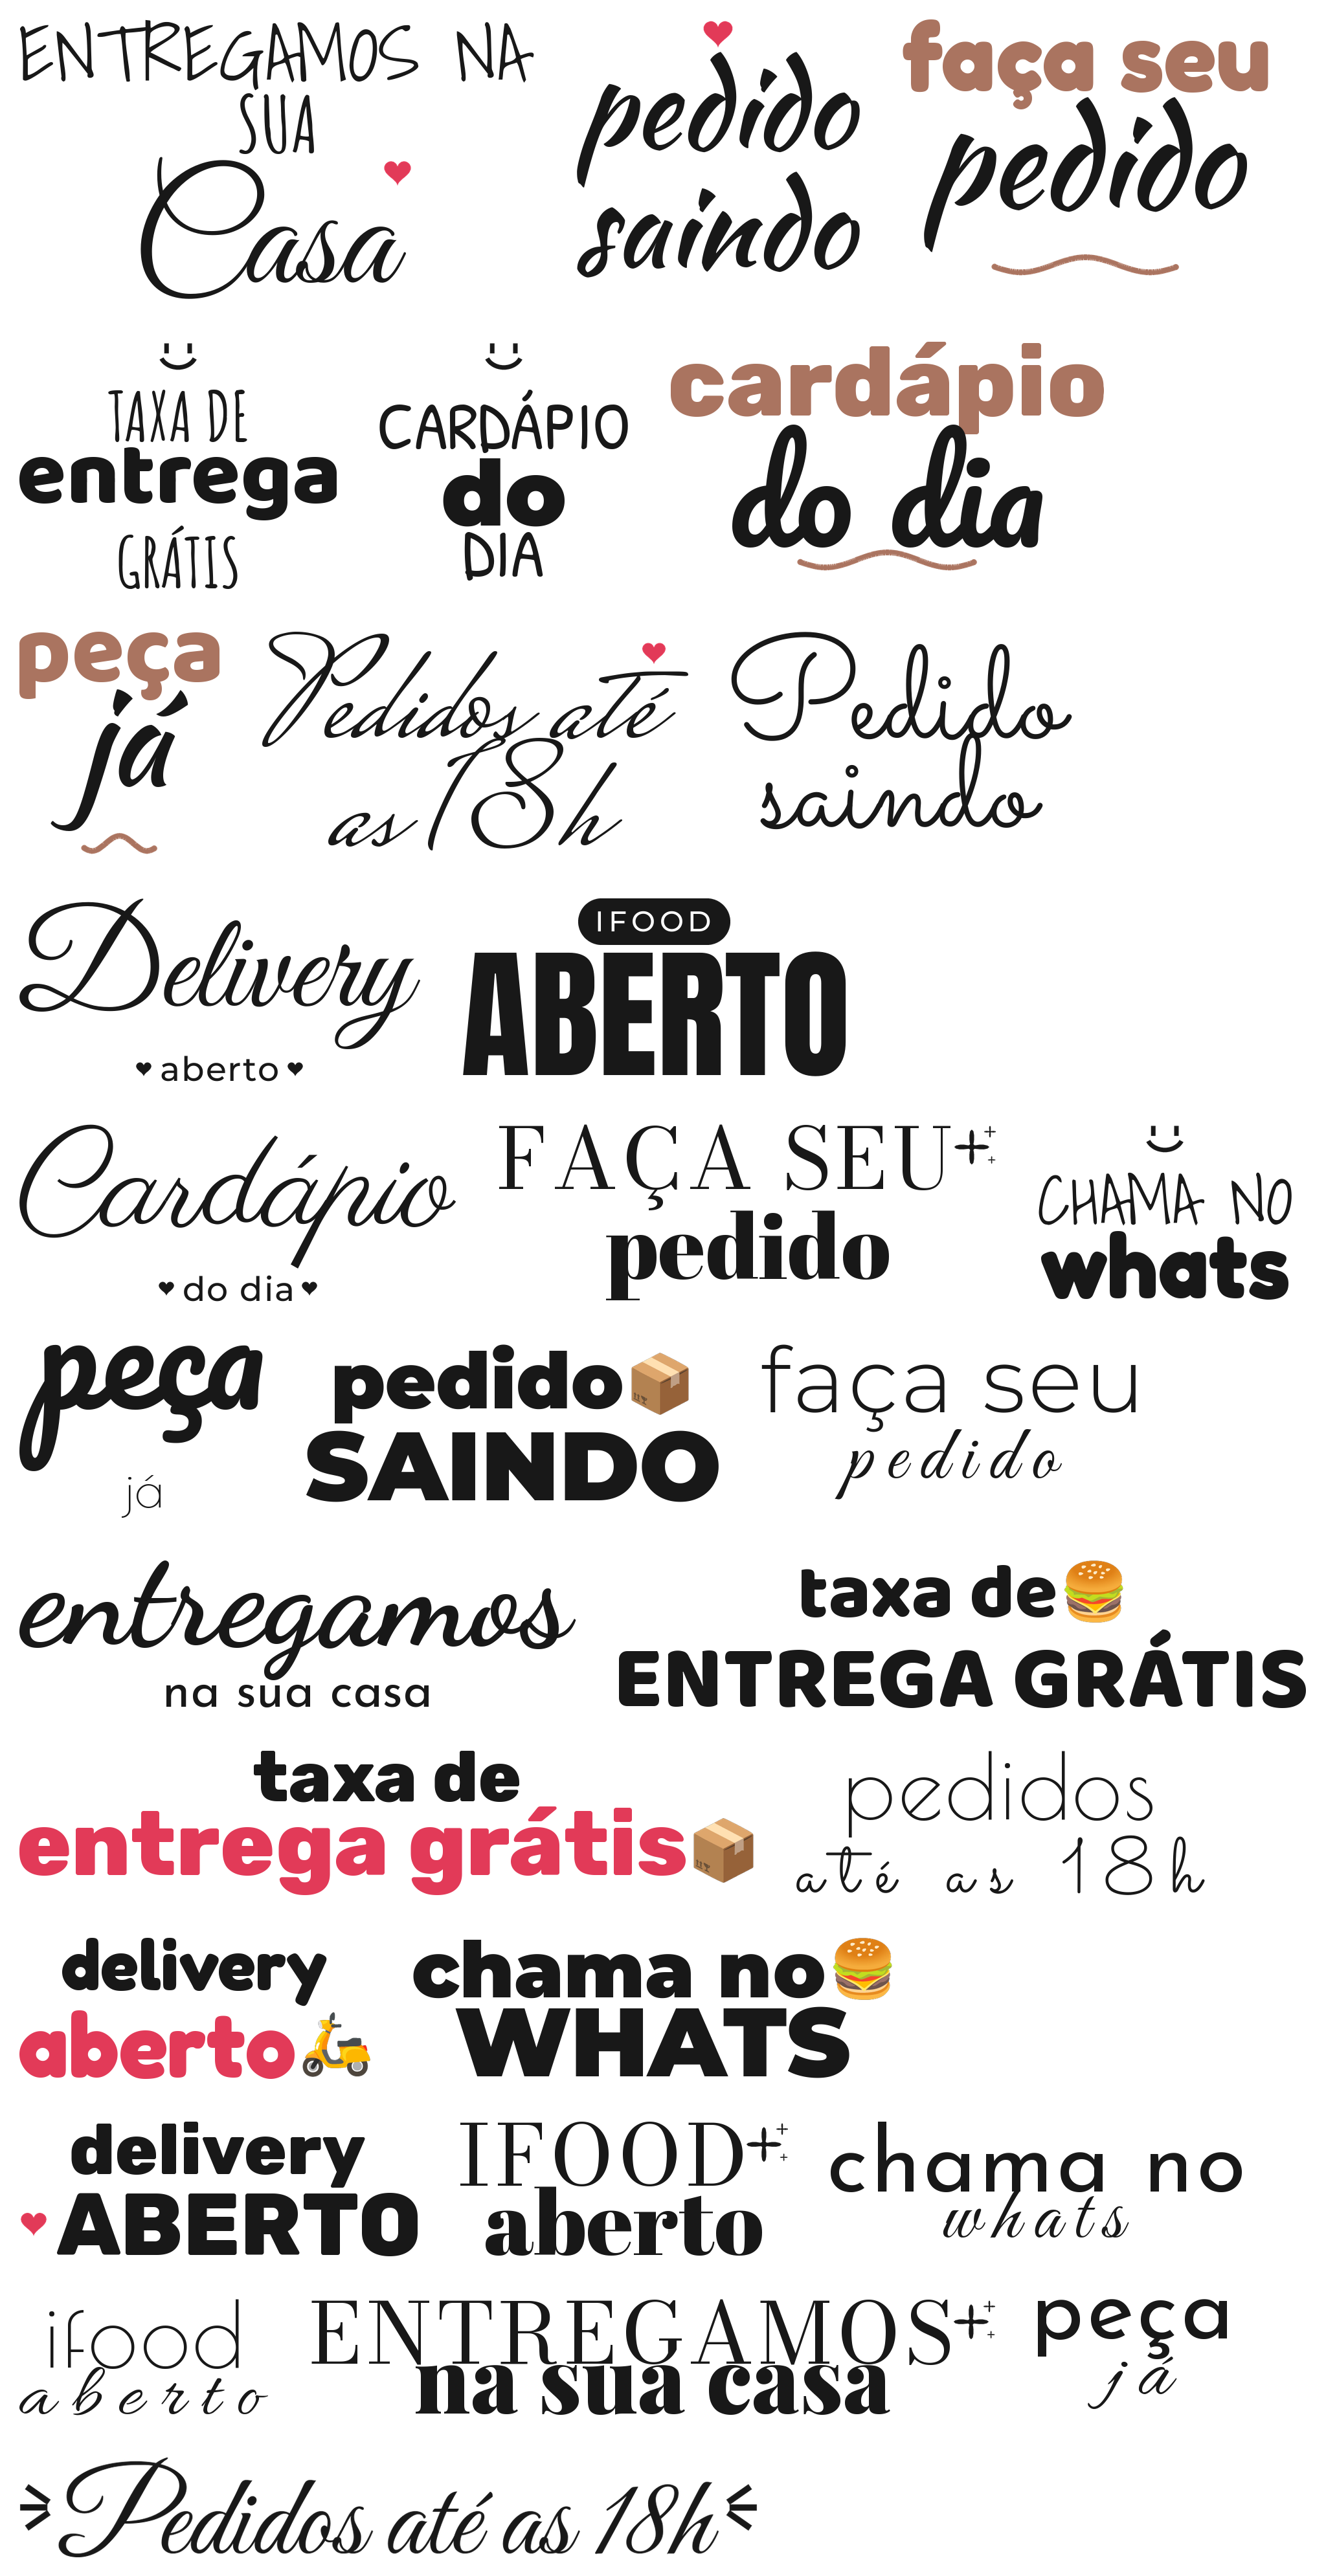 ENTREGAMOS NA
SUA
Casa
pedido
saindo
faça seu
pedido
TAXA DE
entrega
GRÁTIS
CARDÁPIO
do
DIA
cardápio
do dia
peça
já
Pedidos até
as 18h
Pedido
saindo
Delivery
aberto
IFOOD
ABERTO
Cardápio
do dia
FAÇA SEU
pedido
CHAMA NO
whats
peça
já
pedido
SAINDO
faça seu
pedido
entregamos
na sua casa
taxa de
ENTREGA GRÁTIS
taxa de
entrega grátis
pedidos
até as 18h
delivery
aberto
chama no
WHATS
delivery
ABERTO
IFOOD
aberto
chama no
whats
ifood
aberto
ENTREGAMOS
na sua casa
peça
já
Pedidos até as 18h